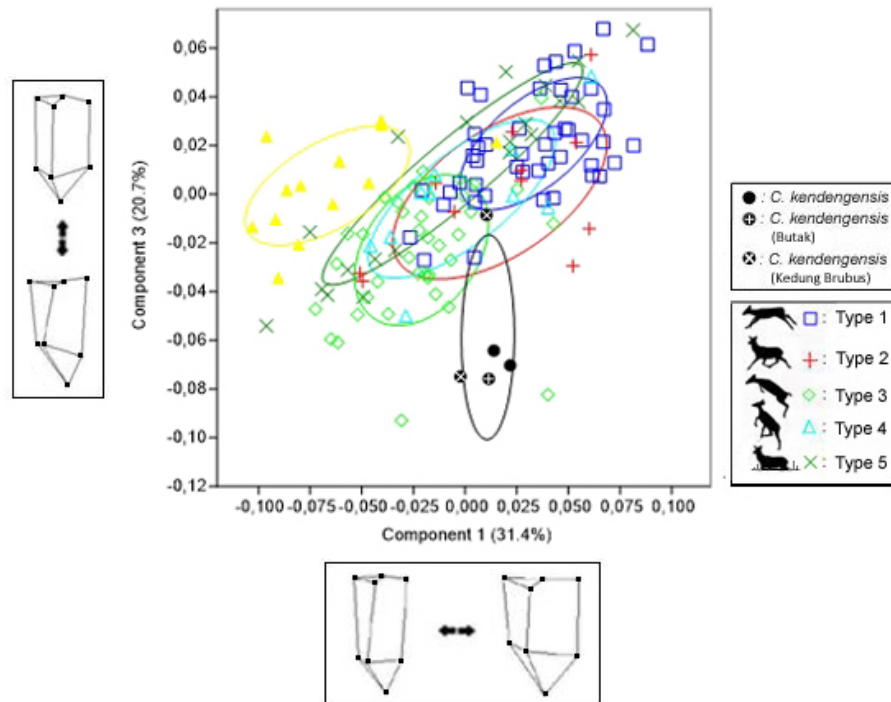 0,06
0,04
0,02
0,00
-0,02
-0,04
-0,06
-0,08
-0,10
-0,12
Component 3 (20.7%)
-0,100 -0,075 -0,050 -0,025 0,000 0,025 0,050 0,075 0,100
Component 1 (31.4%)
: C. kendengensis
: C. kendengensis
(Butak)
: C. kendengensis
(Kedung Brubus)
: Type 1
: Type 2
: Type 3
: Type 4
: Type 5